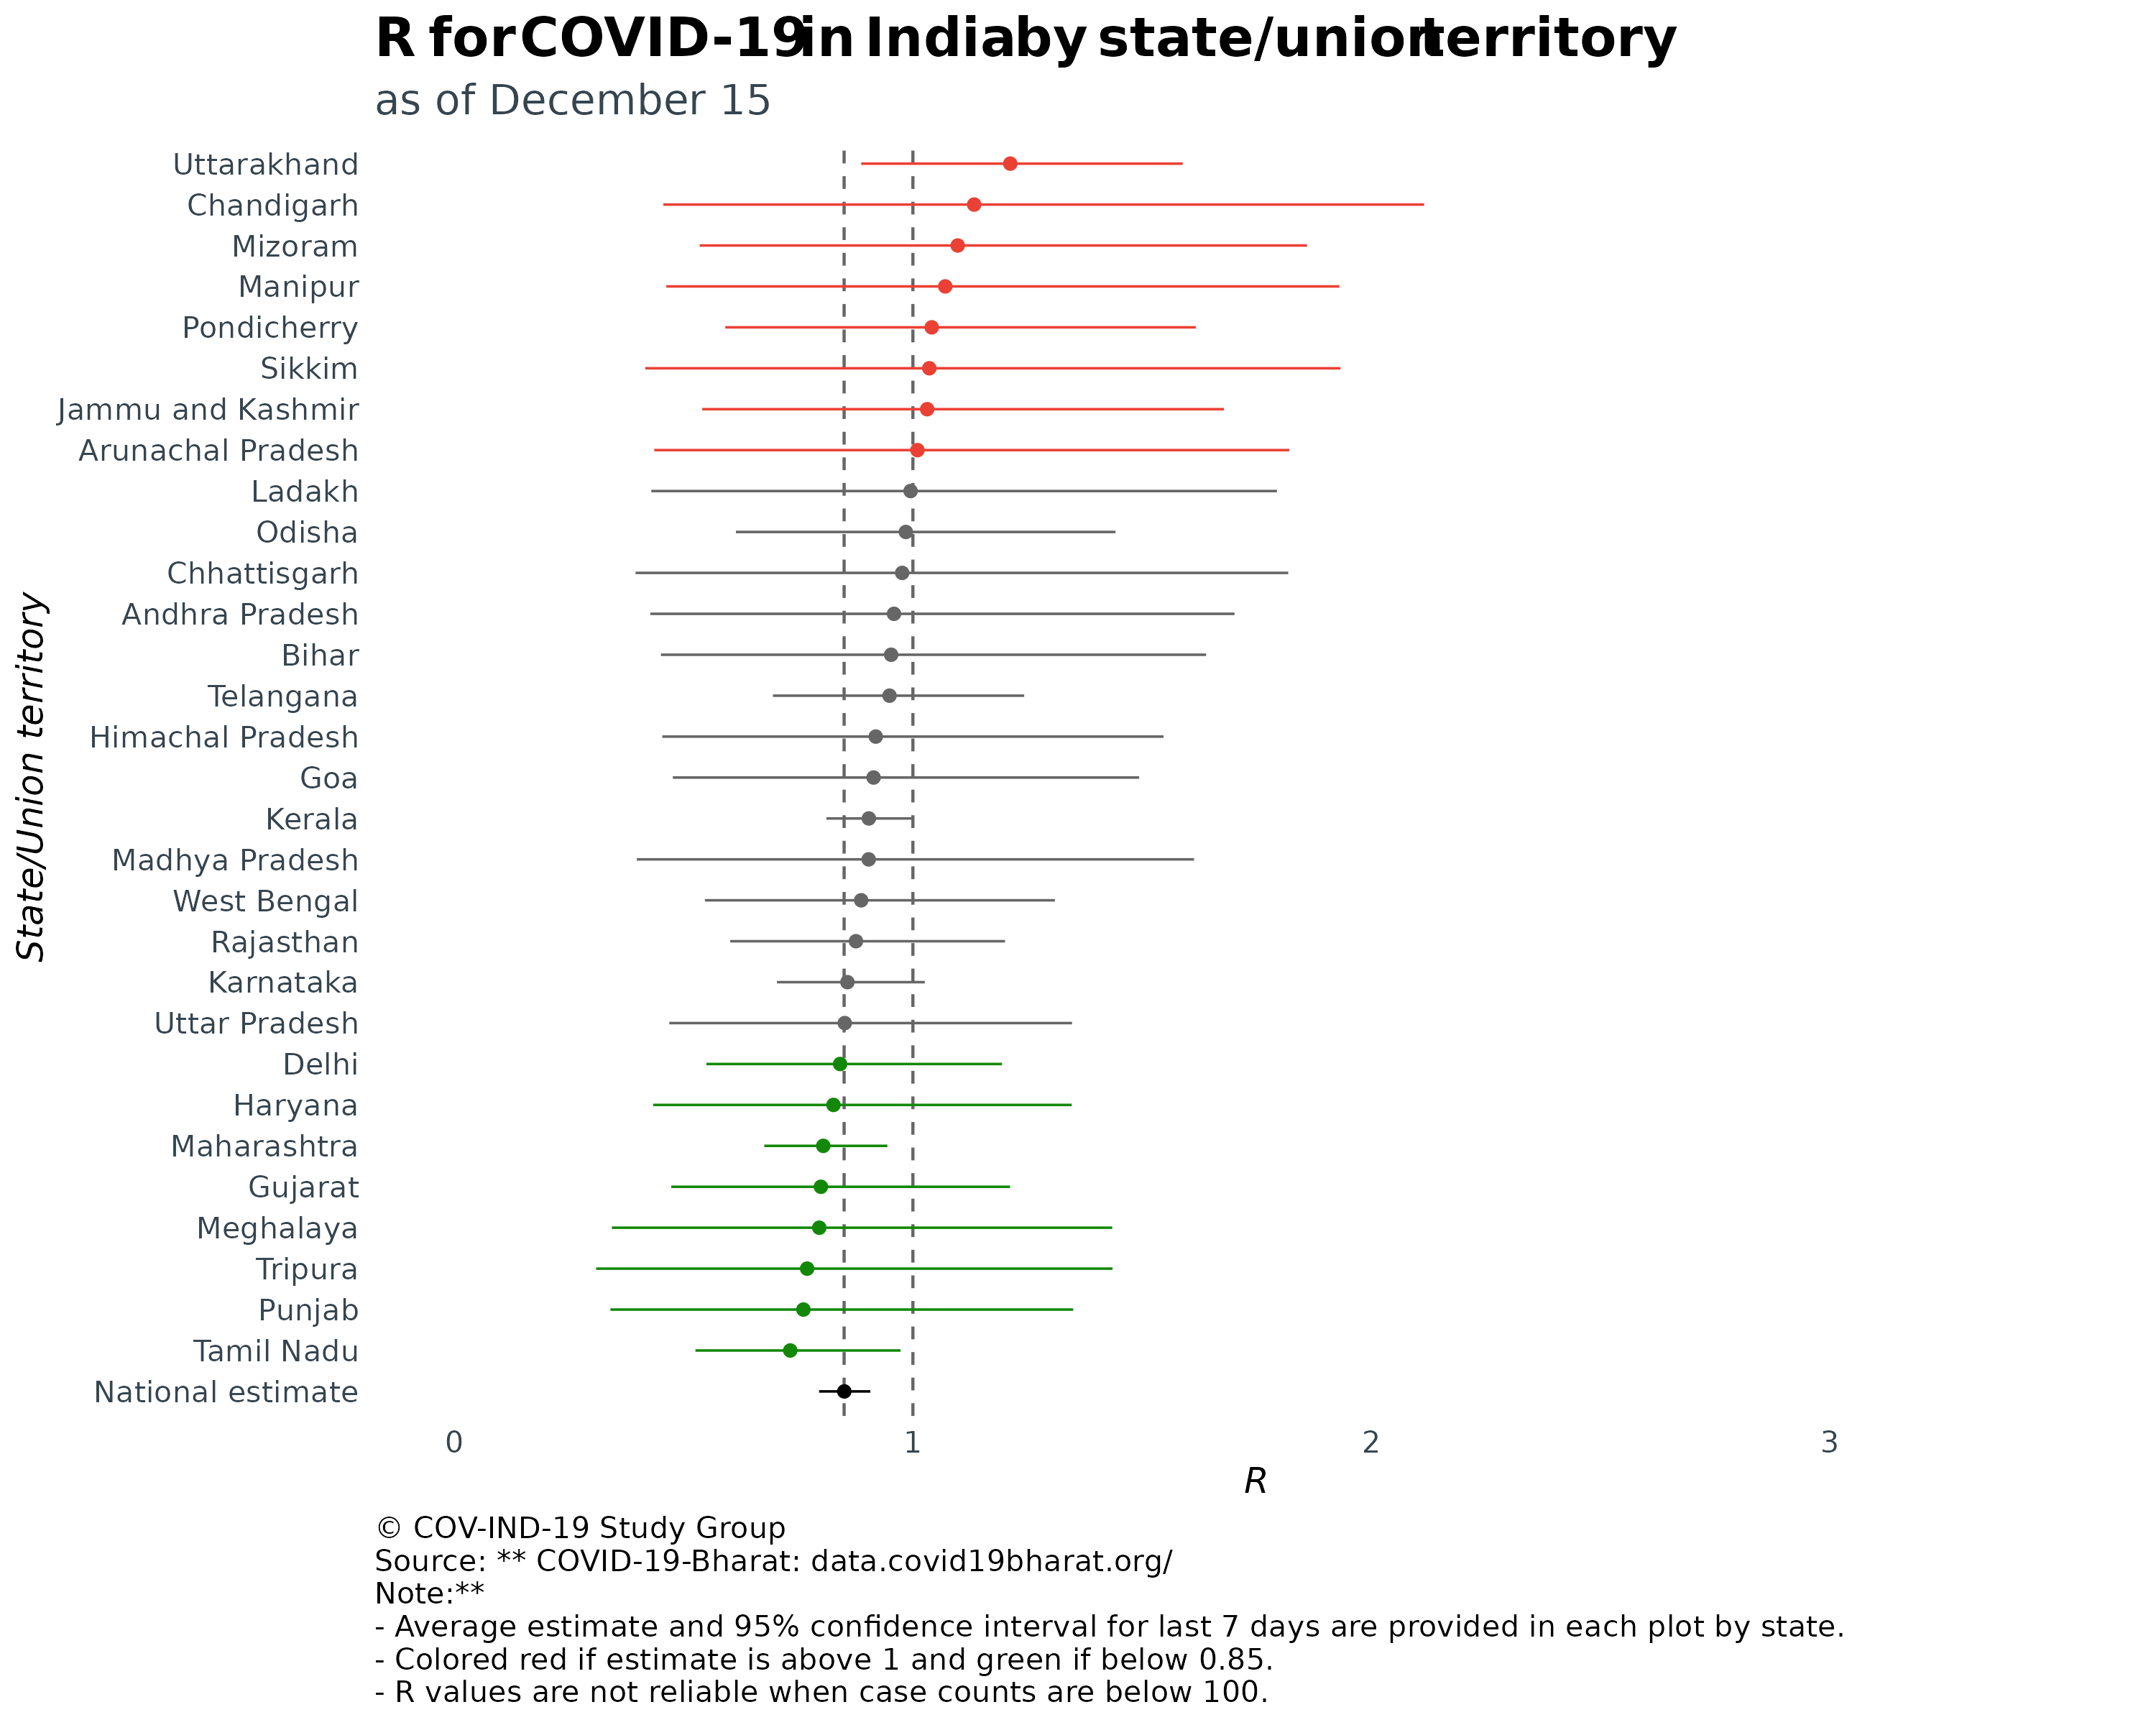 R for COVID-19 in India by state/union territory
as of December 15
Uttarakhand
Chandigarh
Mizoram
Manipur
Pondicherry
Sikkim
Jammu and Kashmir
Arunachal Pradesh
Ladakh
Odisha
Chhattisgarh
Andhra Pradesh
Bihar
Telangana
Himachal Pradesh
Goa
Kerala
Madhya Pradesh
West Bengal
Rajasthan
Karnataka
Uttar Pradesh
Delhi
Haryana
Maharashtra
Gujarat
Meghalaya
Tripura
Punjab
Tamil Nadu
National estimate
State/Union territory
0 1 2 3
R
© COV-IND-19 Study Group
Source: ** COVID-19-Bharat: data.covid19bharat.org/
Note:**
- Average estimate and 95% confidence interval for last 7 days are provided in each plot by state.
- Colored red if estimate is above 1 and green if below 0.85.
- R values are not reliable when case counts are below 100.